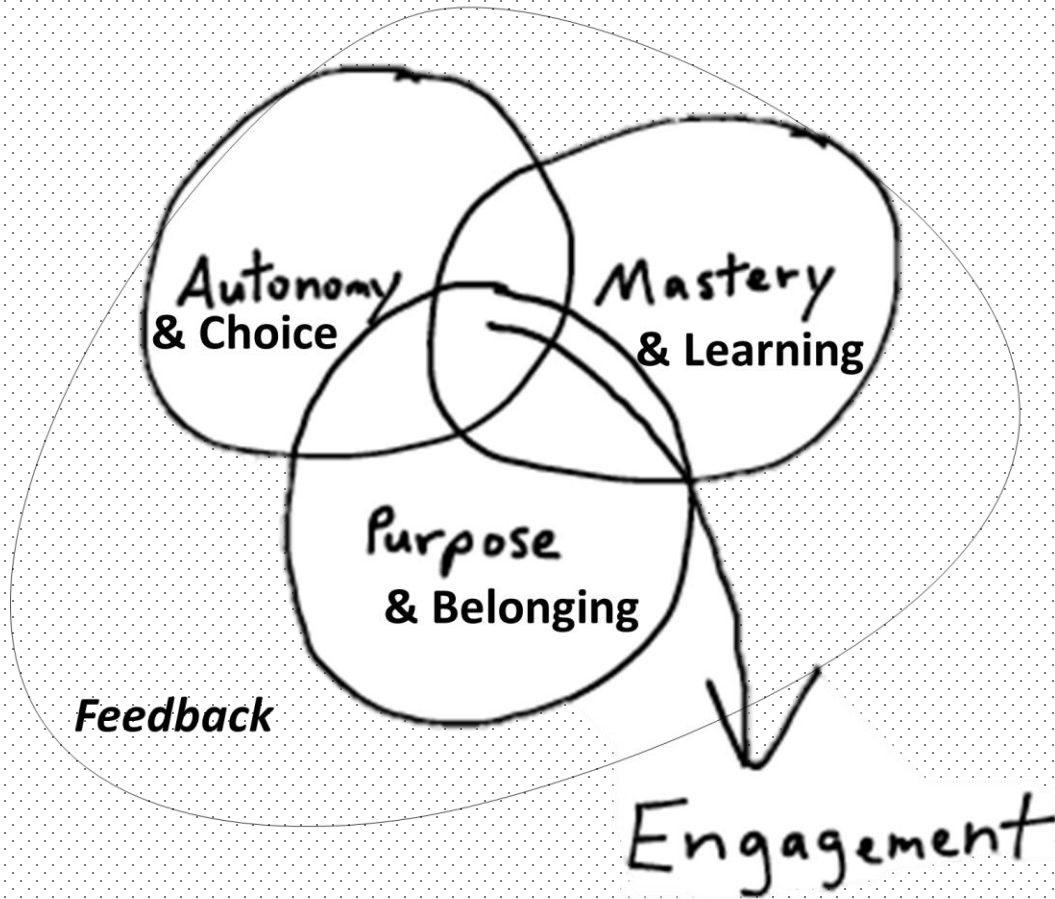 Autonomy
& Choice
Mastery
& Learning
Purpose
& Belonging
Feedback
Engagement